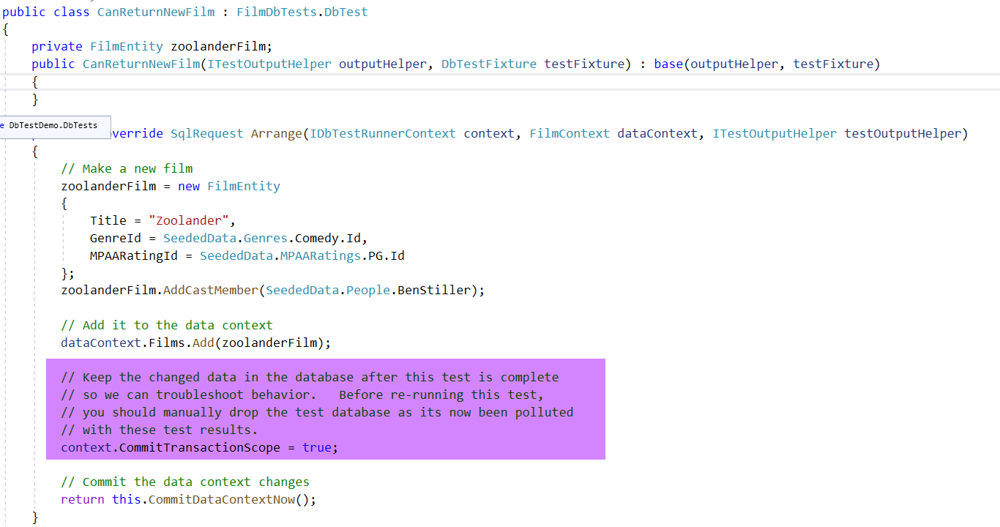 public class CanReturnNewFilm : FilmDbTests.DbTest
{
private FilmEntity zoolanderFilm;
public CanReturnNewFilm(ITestOutputHelper outputHelper, DbTestFixture testFixture) : base(outputHelper, testFixture)
{
}
e DbTestDemo.DbTests
verride SqlRequest Arrange(IDbTestRunnerContext context, FilmContext dataContext, ITestOutputHelper testOutputHelper)
{
// Make a new film
zoolanderFilm = new FilmEntity
{
Title = "Zoolander",
GenreId = SeededData.Genres.Comedy.Id,
MPAARatingId = SeededData.MPAARatings.PG.Id
};
zoolanderFilm.AddCastMember(SeededData.People.BenStiller);
// Add it to the data context
dataContext.Films.Add(zoolanderFilm);
// Keep the changed data in the database after this test is complete
// so we can troubleshoot behavior.   Before re-running this test,
// you should manually drop the test database as its now been polluted
// with these test results.
context.CommitTransactionScope = true;
// Commit the data context changes
return this.CommitDataContextNow();
}